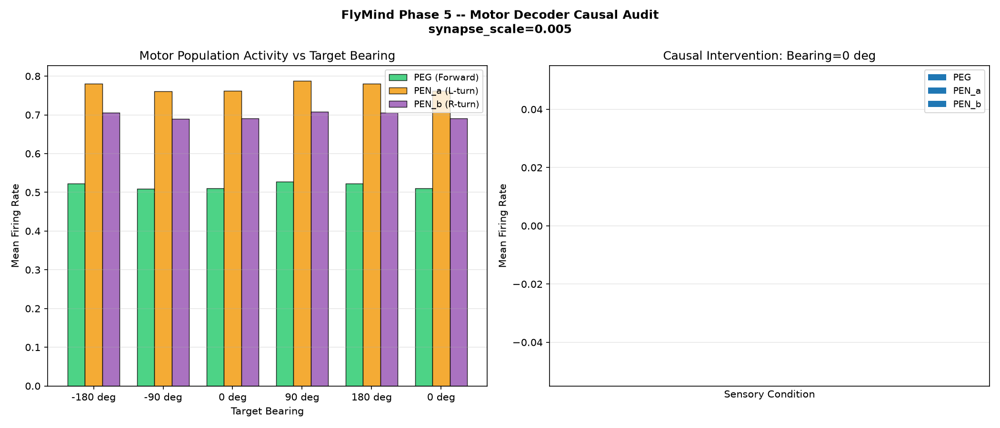 FlyMind Phase 5 -- Motor Decoder Causal Audit
synapse_scale=0.005
Motor Population Activity vs Target Bearing
PEG (Forward)
PEN_a (L-turn)
PEN_b (R-turn)
Mean Firing Rate
0.8
0.7
0.6
0.5
0.4
0.3
0.2
0.1
0.0
-180 deg
-90 deg
0 deg
90 deg
180 deg
0 deg
Target Bearing
Causal Intervention: Bearing=0 deg
PEG
PEN_a
PEN_b
Mean Firing Rate
0.04
0.02
0.00
−0.02
−0.04
Sensory Condition